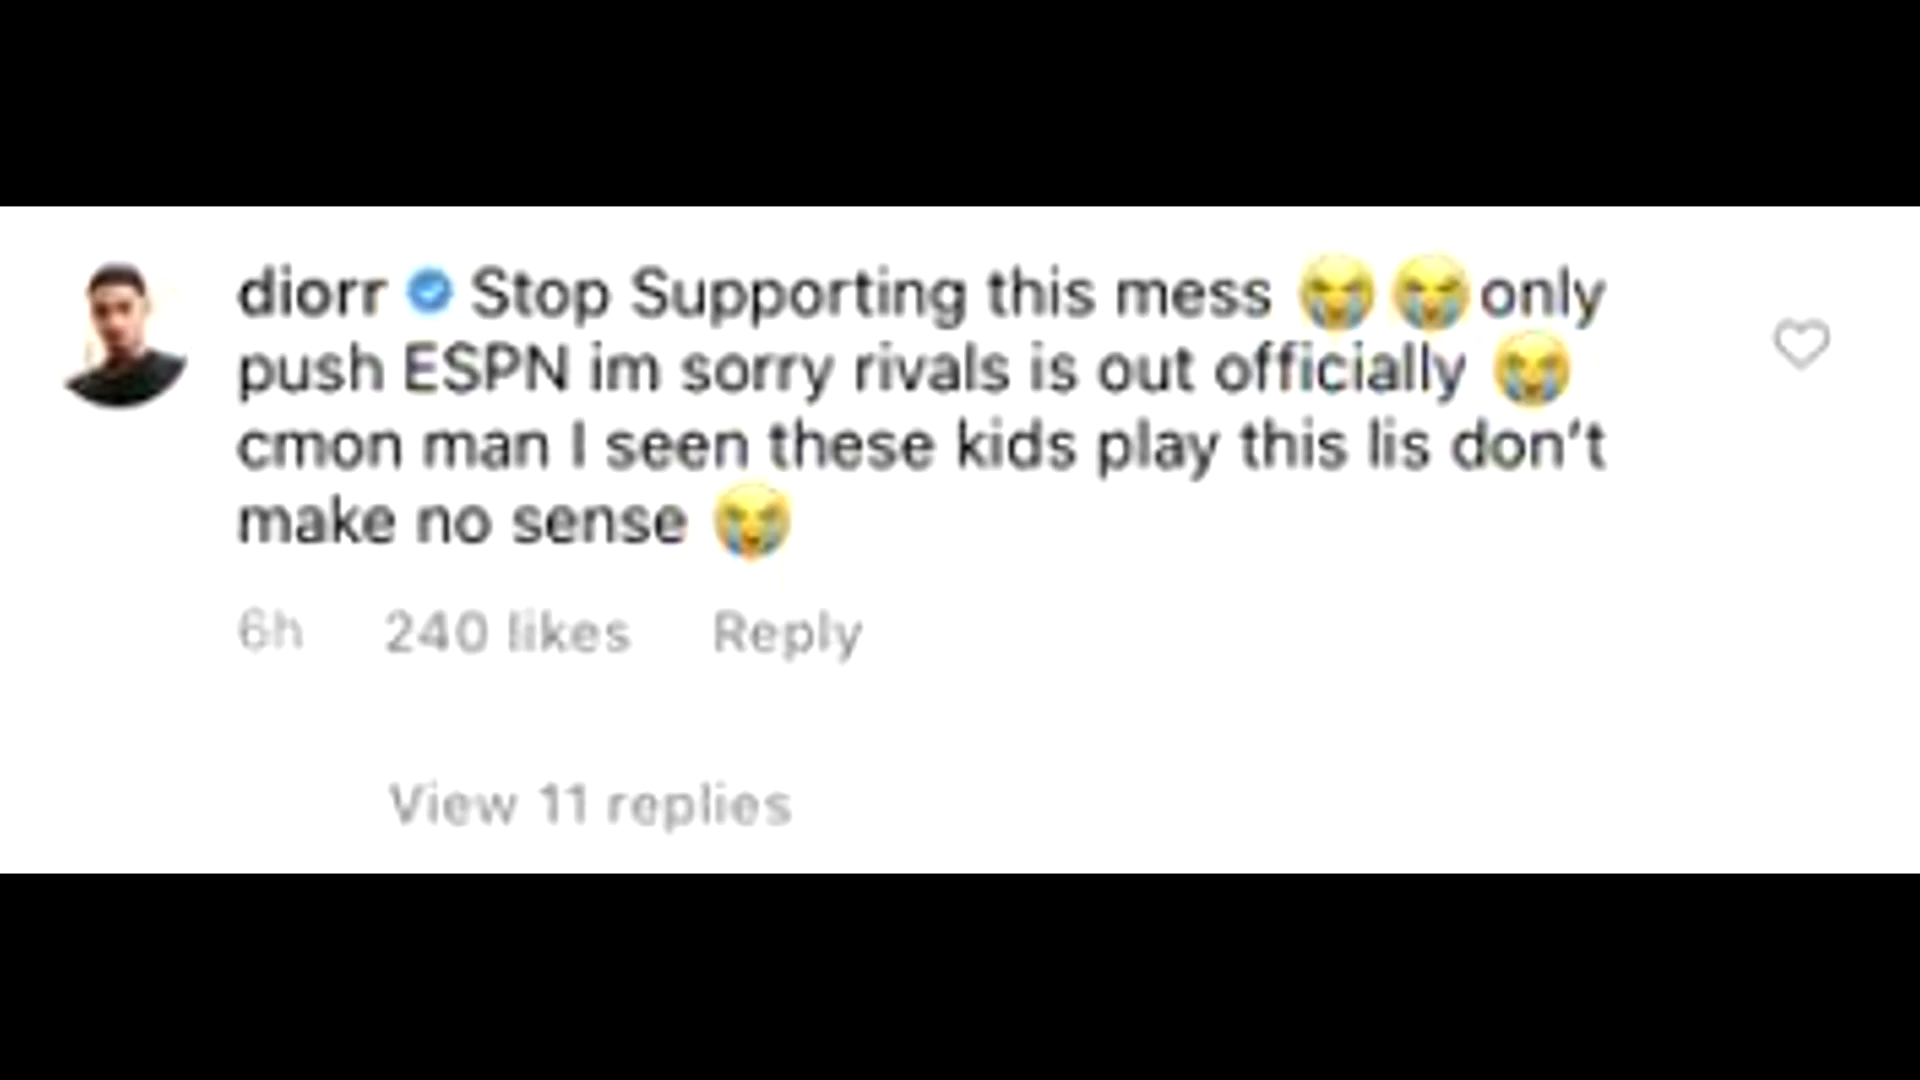 diorr Stop Supporting this mess 😭😭only
push ESPN im sorry rivals is out officially 😭
cmon man I seen these kids play this lis don't
make no sense 😭
6h 240 likes Reply
View 11 replies